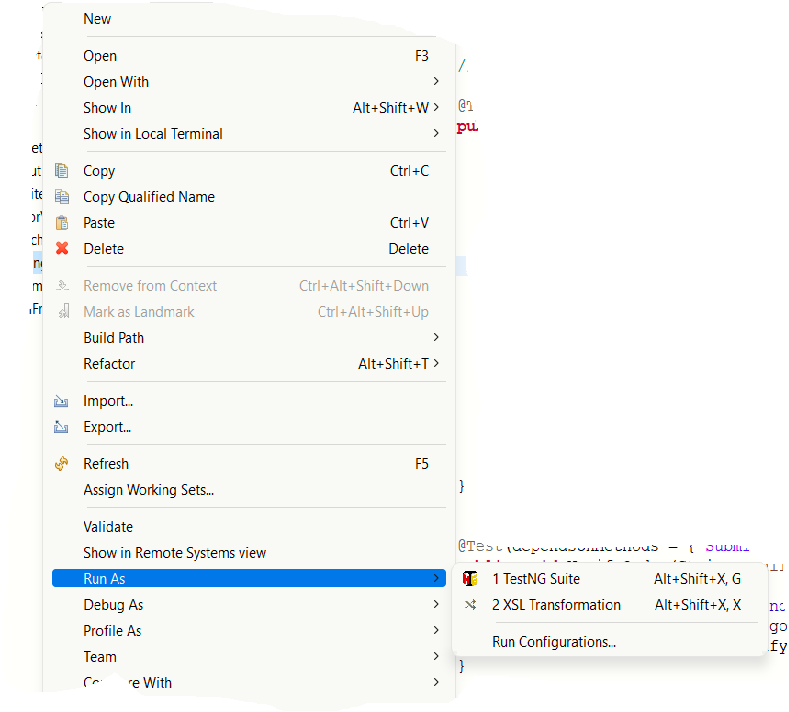 New
Open F3
Open With
Show In Alt+Shift+W
Show in Local Terminal
Copy Ctrl+C
Copy Qualified Name
Paste Ctrl+V
Delete Delete
Remove from Context Ctrl+Alt+Shift+Down
Mark as Landmark Ctrl+Alt+Shift+Up
Build Path
Refactor Alt+Shift+T
Import...
Export...
Refresh F5
Assign Working Sets...
Validate
Show in Remote Systems view
Run As
1 TestNG Suite Alt+Shift+X, G
2 XSL Transformation Alt+Shift+X, X
Run Configurations...
Debug As
Profile As
Team
With
}
@Test(dependsOnMethods = { "Submi
}